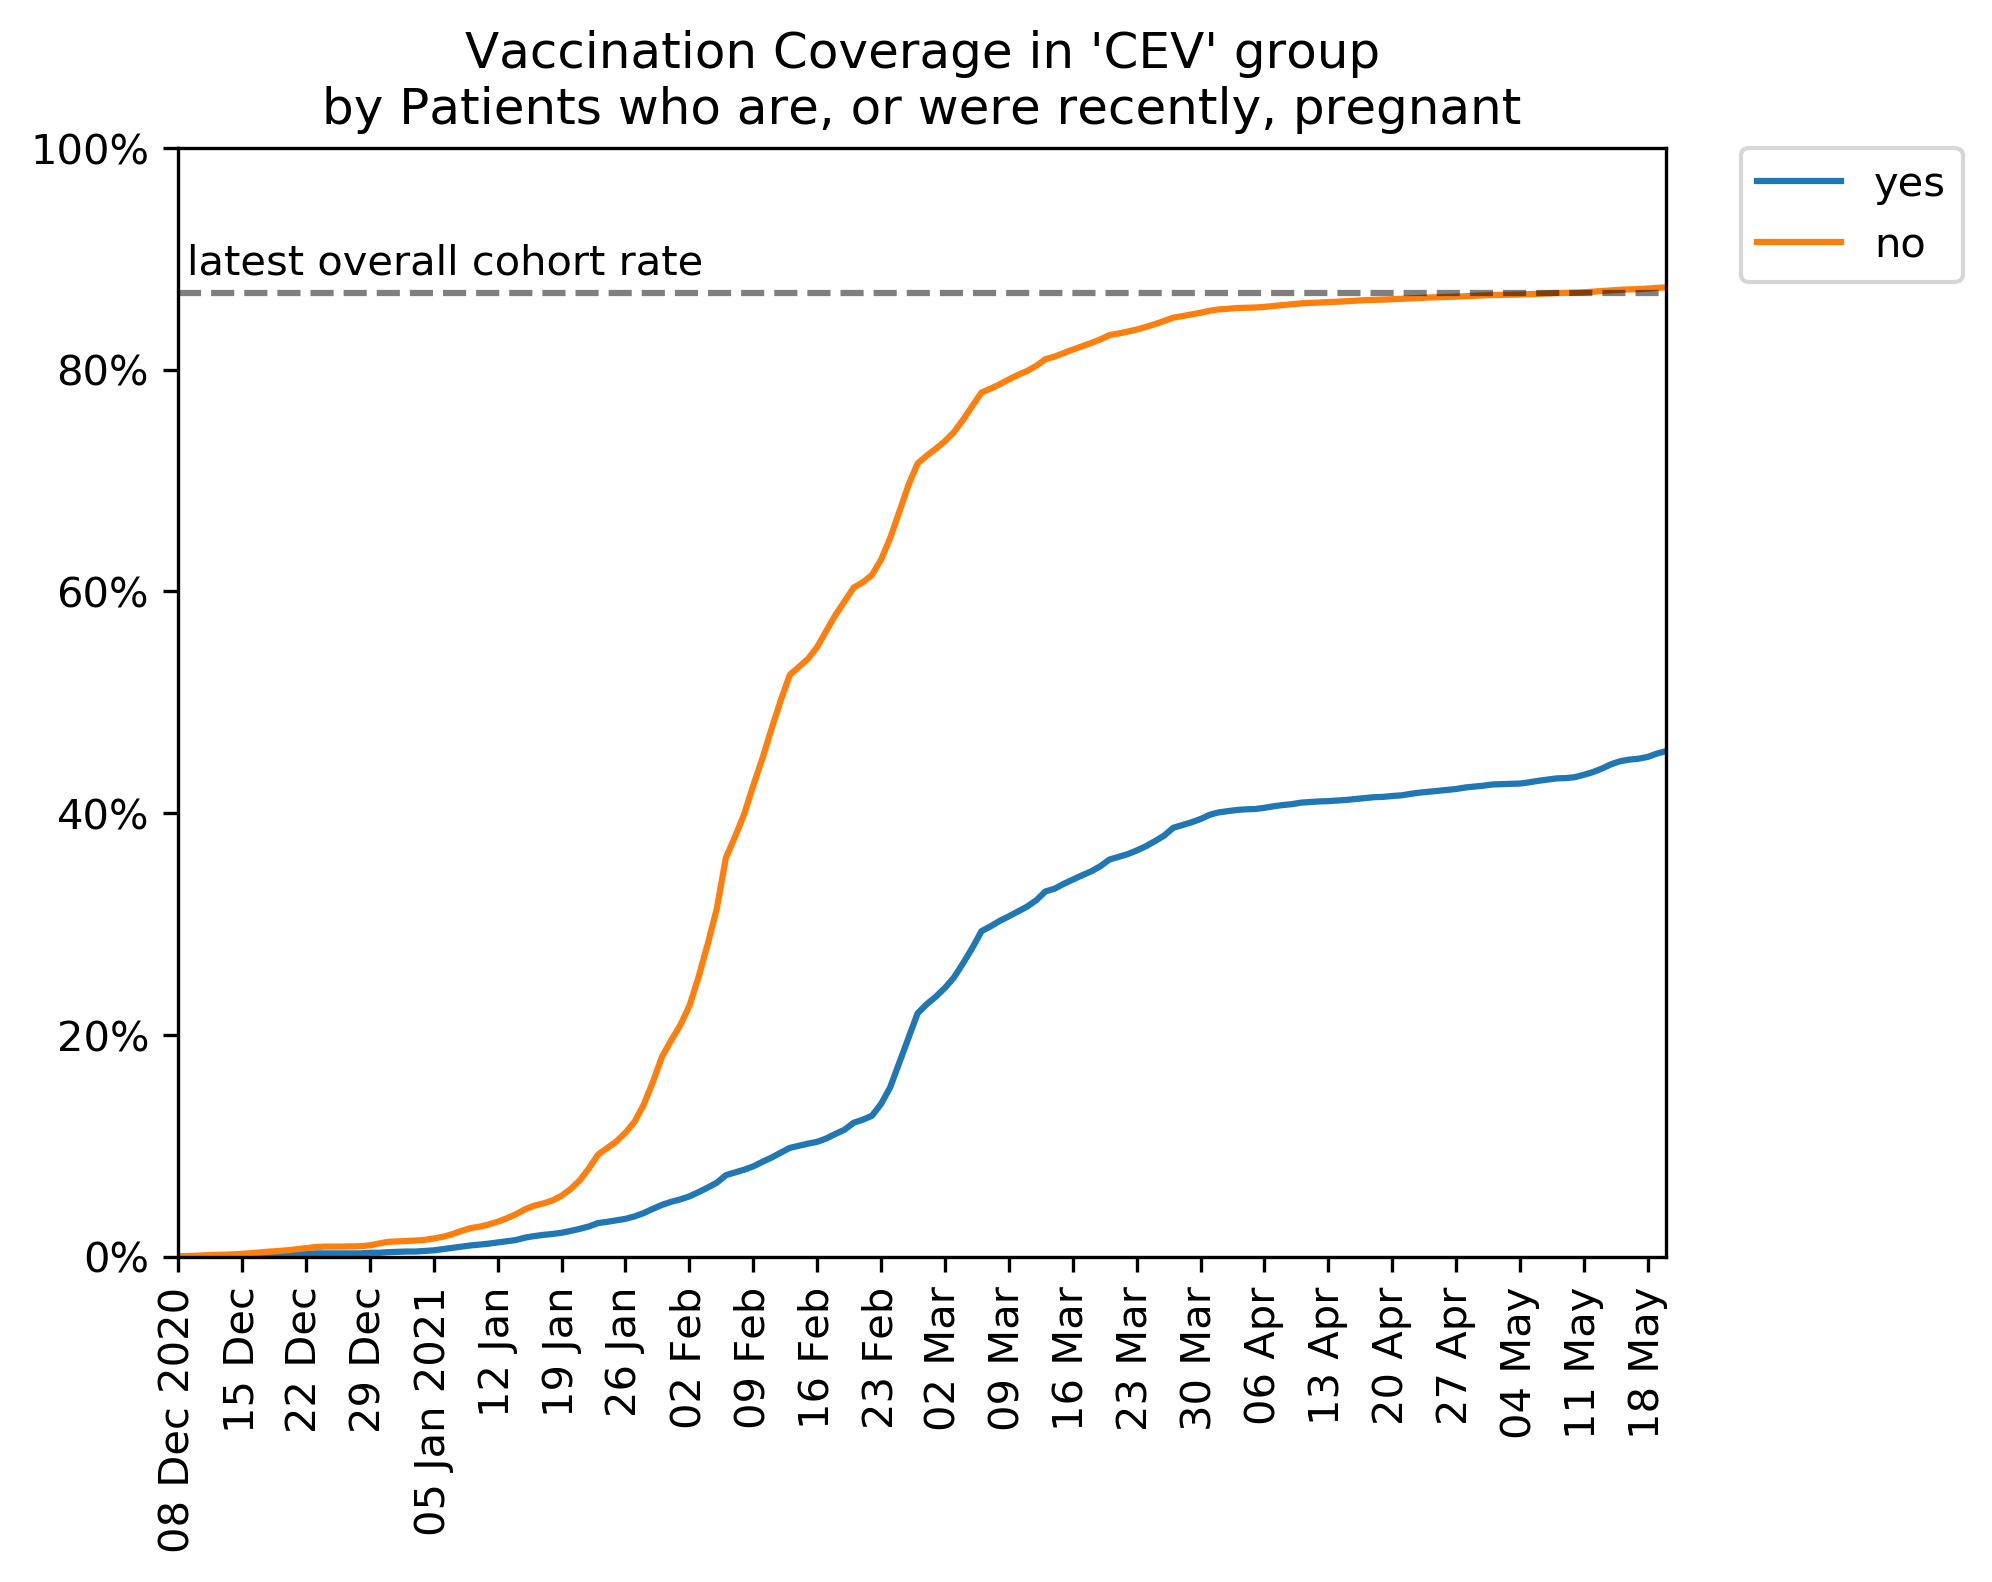 Vaccination Coverage in 'CEV' group
by Patients who are, or were recently, pregnant
100%
80%
60%
40%
20%
0%
latest overall cohort rate
yes
no
08 Dec 2020
15 Dec
22 Dec
29 Dec
05 Jan 2021
12 Jan
19 Jan
26 Jan
02 Feb
09 Feb
16 Feb
23 Feb
02 Mar
09 Mar
16 Mar
23 Mar
30 Mar
06 Apr
13 Apr
20 Apr
27 Apr
04 May
11 May
18 May